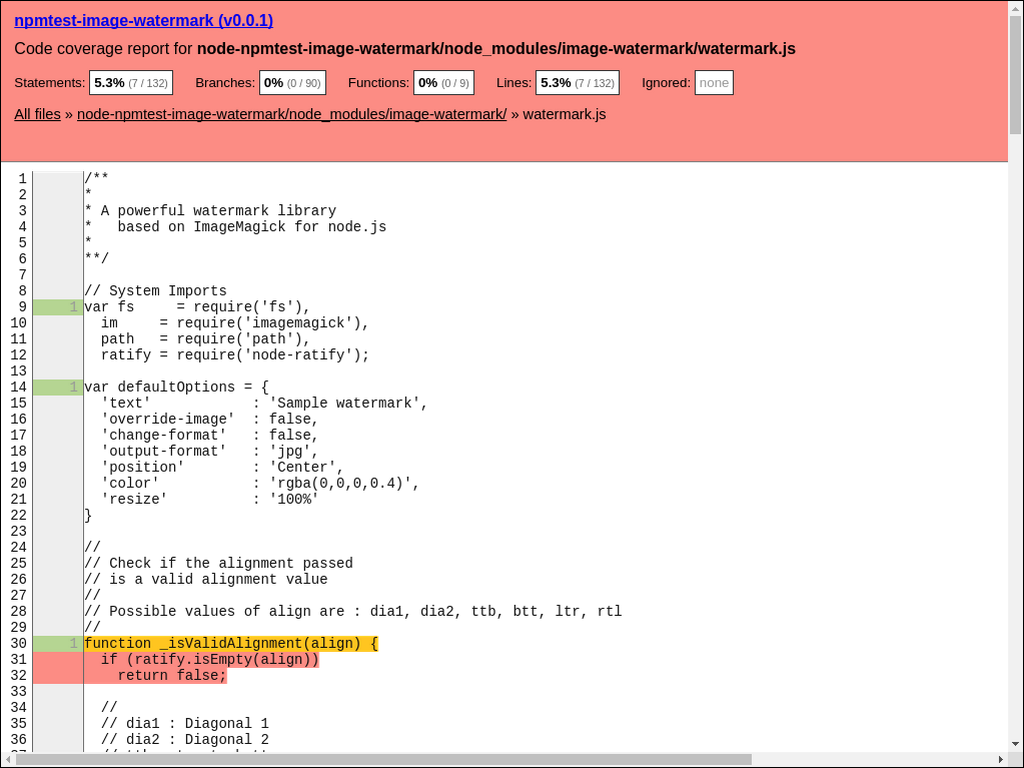 npmtest-image-watermark (v0.0.1)
Code coverage report for node-npmtest-image-watermark/node_modules/image-watermark/watermark.js
Statements: 5.3% (7 / 132) Branches: 0% (0 / 90) Functions: 0% (0 / 9) Lines: 5.3% (7 / 132) Ignored: none
All files » node-npmtest-image-watermark/node_modules/image-watermark/ » watermark.js
1 /**
2 *
3 * A powerful watermark library
4 *   based on ImageMagick for node.js
5 *
6 **/
7
8 // System Imports
9 1 var fs     = require('fs'),
10   im     = require('imagemagick'),
11   path   = require('path'),
12   ratify = require('node-ratify');
13
14 1 var defaultOptions = {
15   'text'            : 'Sample watermark',
16   'override-image'  : false,
17   'change-format'   : false,
18   'output-format'   : 'jpg',
19   'position'        : 'Center',
20   'color'           : 'rgba(0,0,0,0.4)',
21   'resize'          : '100%'
22 }
23
24 //
25 // Check if the alignment passed
26 // is a valid alignment value
27 //
28 // Possible values of align are : dia1, dia2, ttb, btt, ltr, rtl
29 //
30 1 function _isValidAlignment(align) {
31   if (ratify.isEmpty(align))
32     return false;
33
34   //
35   // dia1 : Diagonal 1
36   // dia2 : Diagonal 2